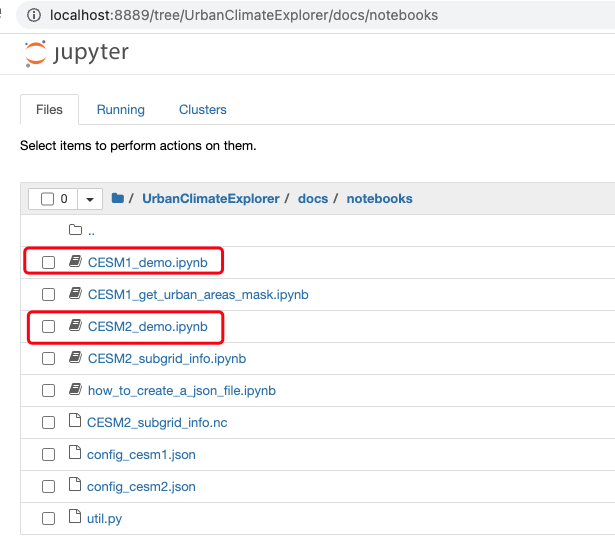 localhost:8889/tree/UrbanClimateExplorer/docs/notebooks
jupyter
Files Running Clusters
Select items to perform actions on them.
0 / UrbanClimateExplorer / docs / notebooks
..
CESM1_demo.ipynb
CESM1_get_urban_areas_mask.ipynb
CESM2_demo.ipynb
CESM2_subgrid_info.ipynb
how_to_create_a_json_file.ipynb
CESM2_subgrid_info.nc
config_cesm1.json
config_cesm2.json
util.py